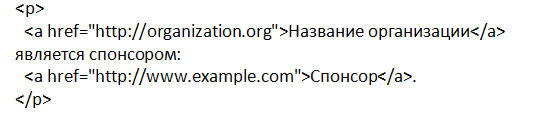 <p>
<a href="http://organization.org">Название организации</a>
является спонсором:
<a href="http://www.example.com">Спонсор</a>.
</p>